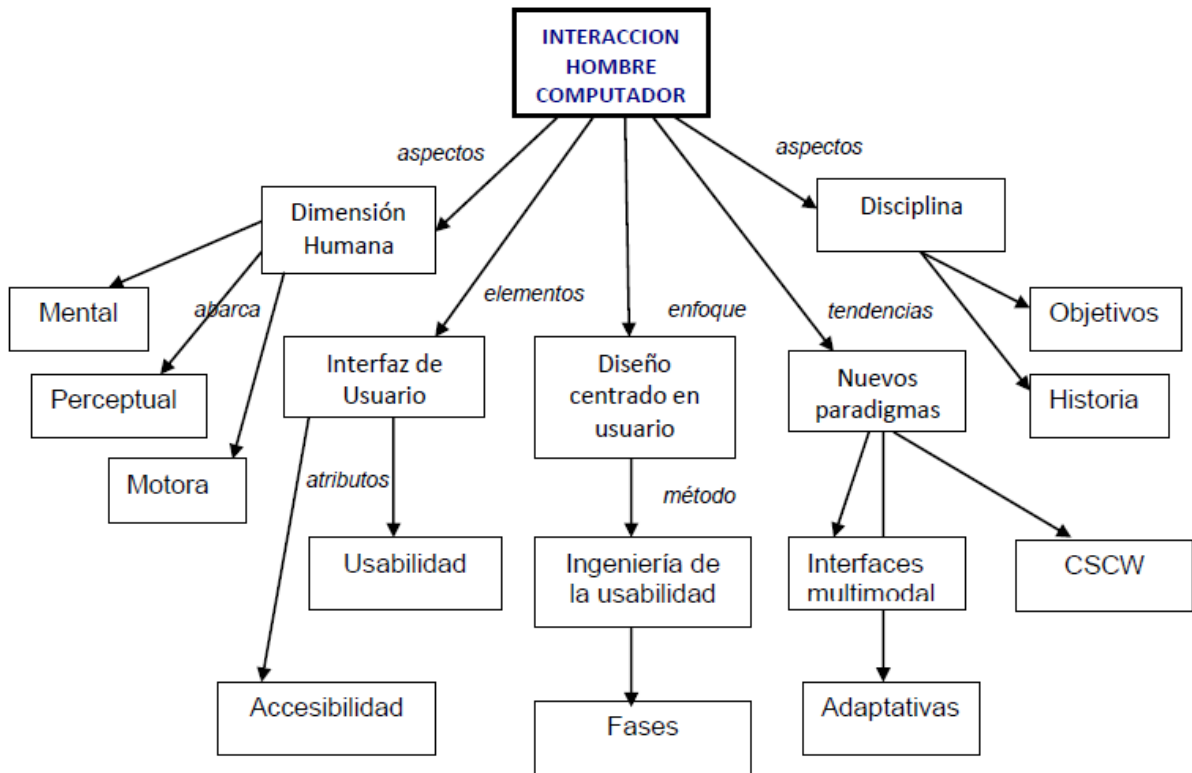 INTERACCION
HOMBRE
COMPUTADOR
aspectos
aspectos
Dimensión
Humana
Disciplina
Mental
abarca
elementos
enfoque
tendencias
Objetivos
Perceptual
Interfaz de
Usuario
Diseño
centrado en
usuario
Nuevos
paradigmas
Historia
Motora
atributos
método
Usabilidad
Ingeniería de
la usabilidad
Interfaces
multimodal
CSCW
Accesibilidad
Fases
Adaptativas